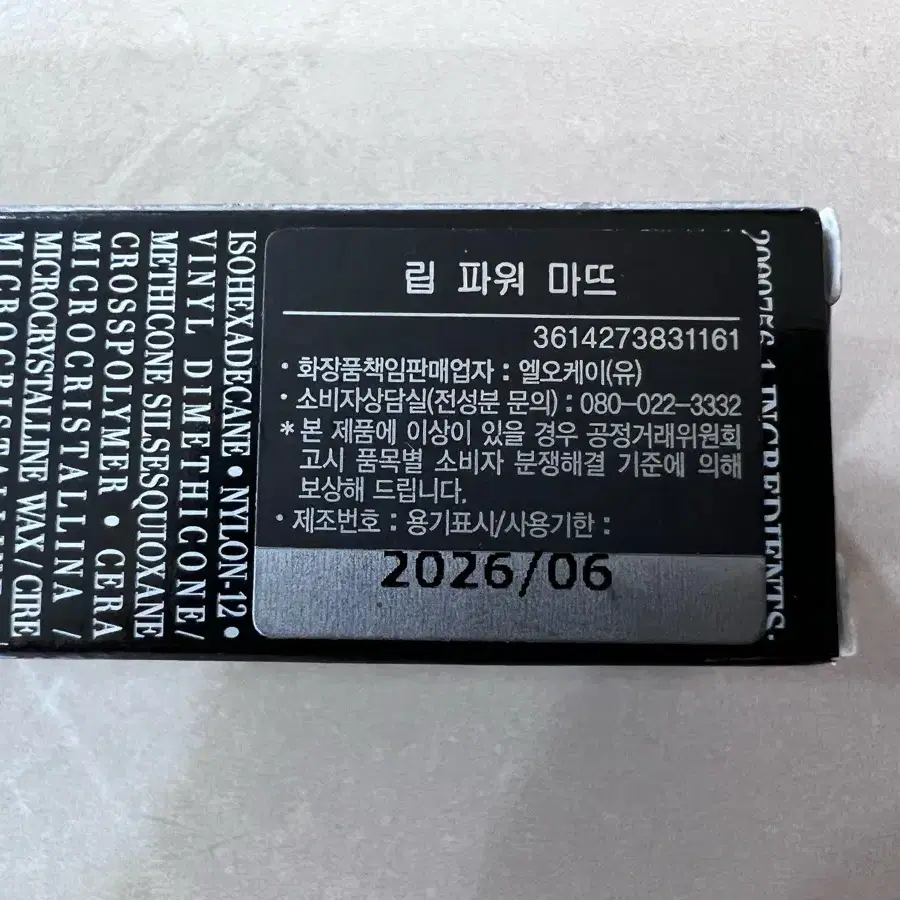 립 파워 마뜨
3614273831161
· 화장품책임판매업자 : 엘오케이(유)
· 소비자상담실(전성분 문의) : 080-022-3332
* 본 제품에 이상이 있을 경우 공정거래위원회
고시 품목별 소비자 분쟁해결 기준에 의해
보상해 드립니다.
· 제조번호 : 용기표시/사용기한 :
2026/06
2009756 1 INGREDIENTS:
ISOHEXADECANE • NYLON-12 •
VINYL DIMETHICONE/
METHICONE SILSESQUIOXANE
CROSSPOLYMER • CERA
MICROCRISTALLINA /
MICROCRYSTALLINE WAX / CIRE